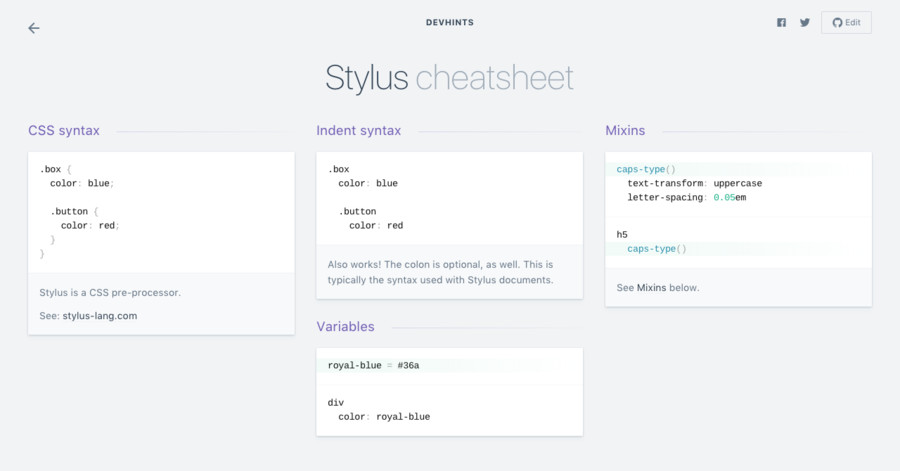 DEVHINTS
Edit
Stylus cheatsheet
CSS syntax
.box {
  color: blue;

  .button {
    color: red;
  }
}
Stylus is a CSS pre-processor.
See: stylus-lang.com
Indent syntax
.box
  color: blue

  .button
    color: red
Also works! The colon is optional, as well. This is
typically the syntax used with Stylus documents.
Variables
royal-blue = #36a
div
  color: royal-blue
Mixins
caps-type()
  text-transform: uppercase
  letter-spacing: 0.05em
h5
  caps-type()
See Mixins below.